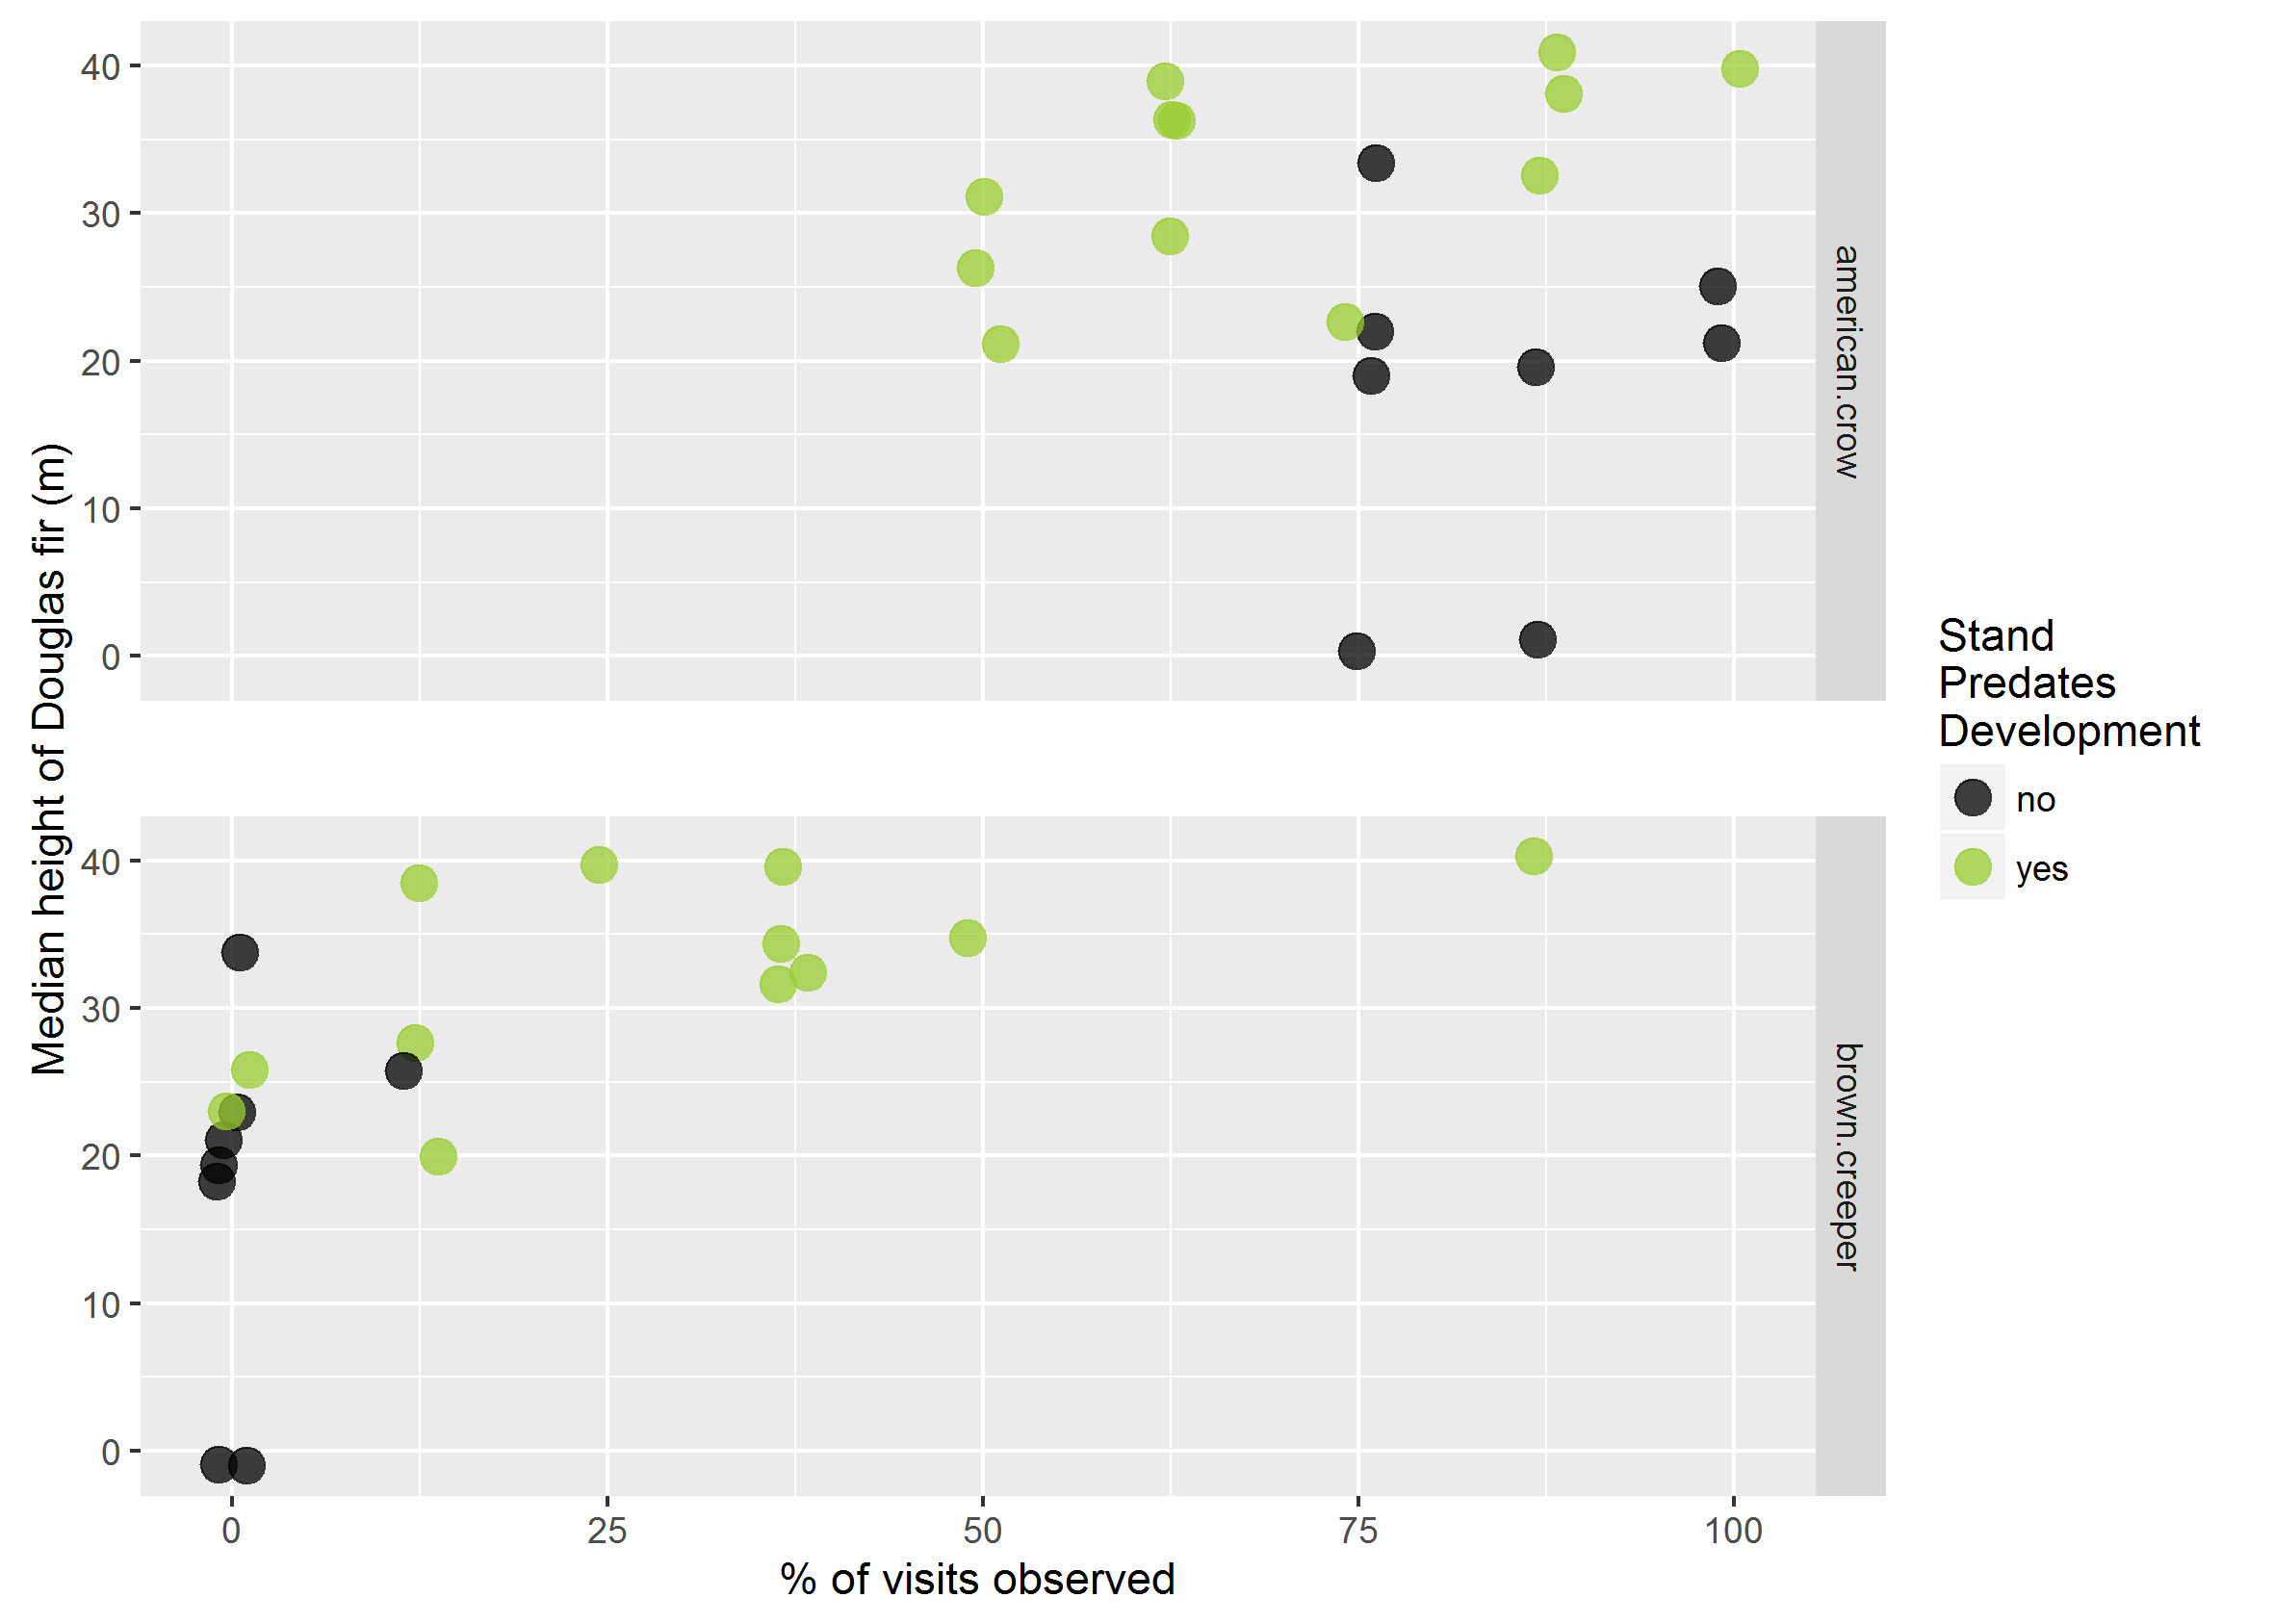 Median height of Douglas fir (m)
40
30
20
10
0
american.crow
40
30
20
10
0
brown.creeper
0 25 50 75 100
% of visits observed
Stand
Predates
Development
no
yes